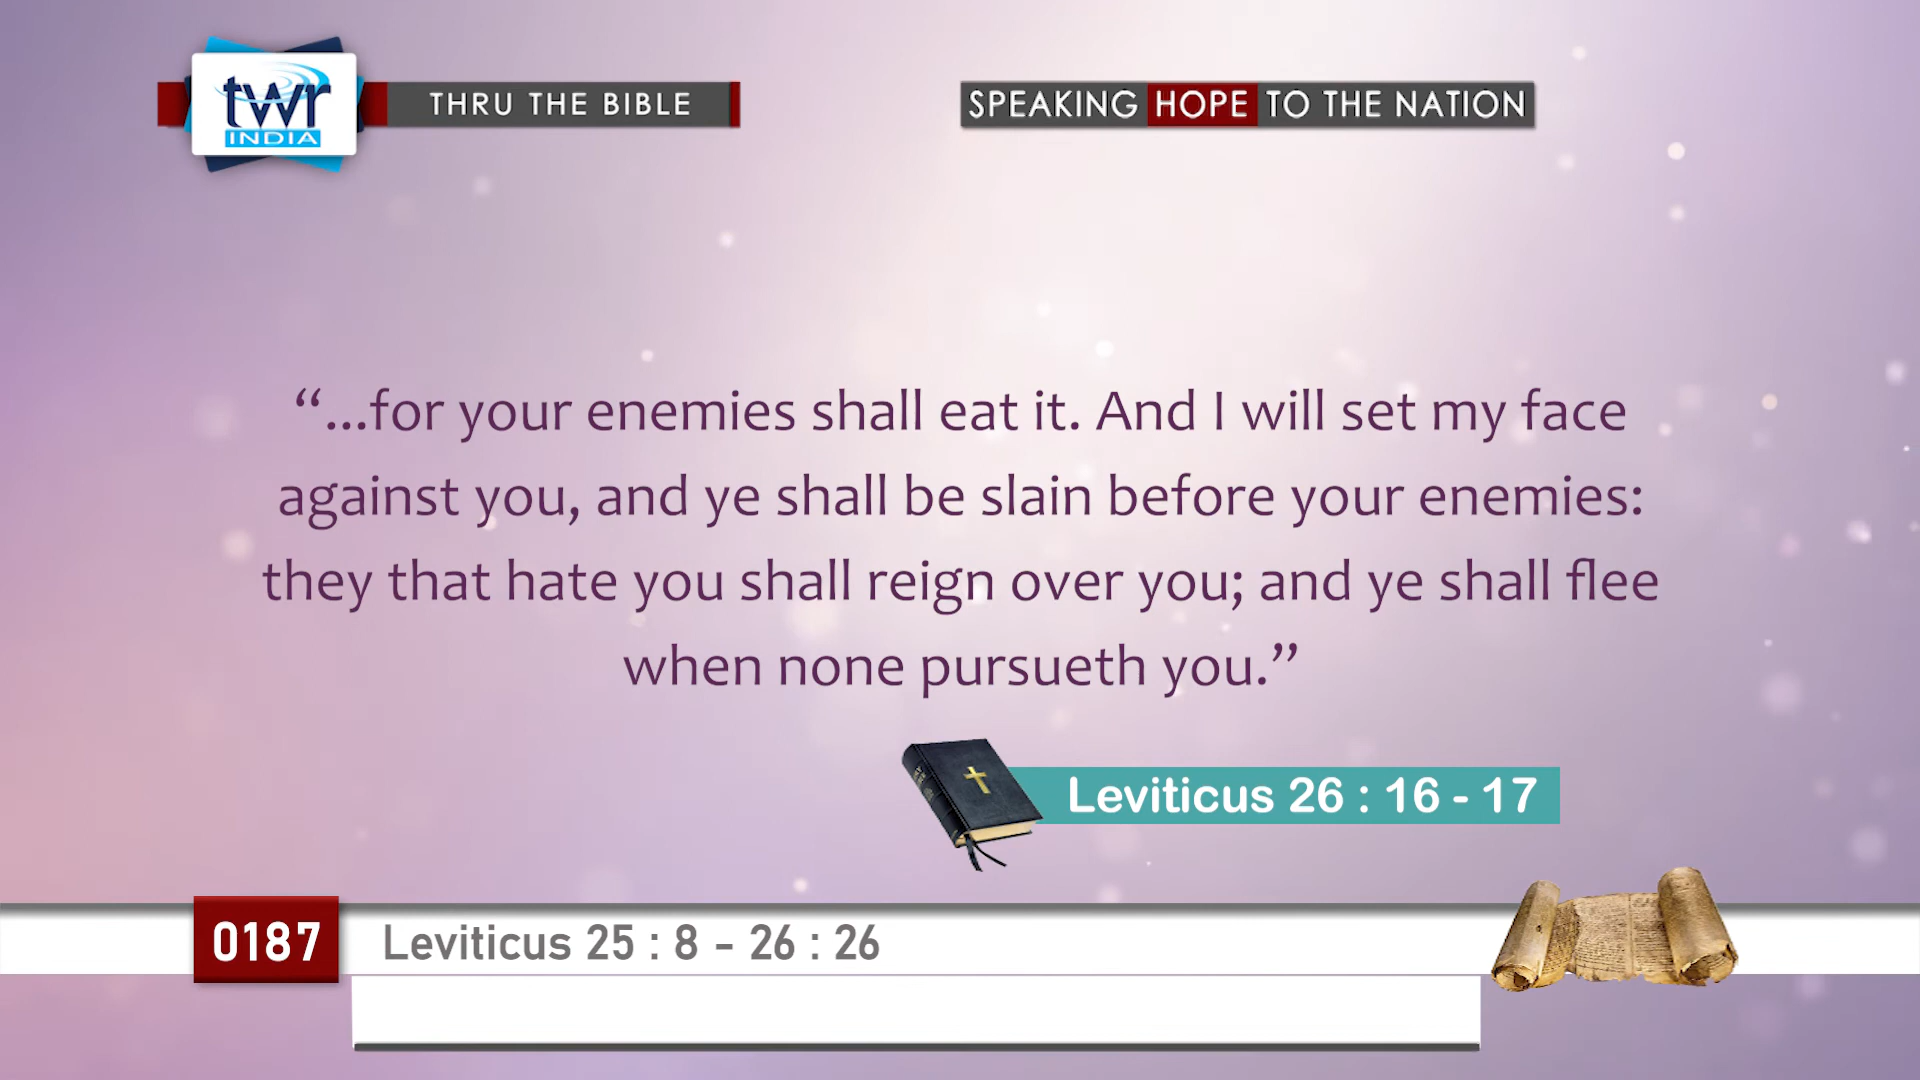 twr
INDIA
THRU THE BIBLE
SPEAKING HOPE TO THE NATION
“...for your enemies shall eat it. And I will set my face
against you, and ye shall be slain before your enemies:
they that hate you shall reign over you; and ye shall flee
when none pursueth you.”
Leviticus 26 : 16 - 17
0187
Leviticus 25 : 8 - 26 : 26